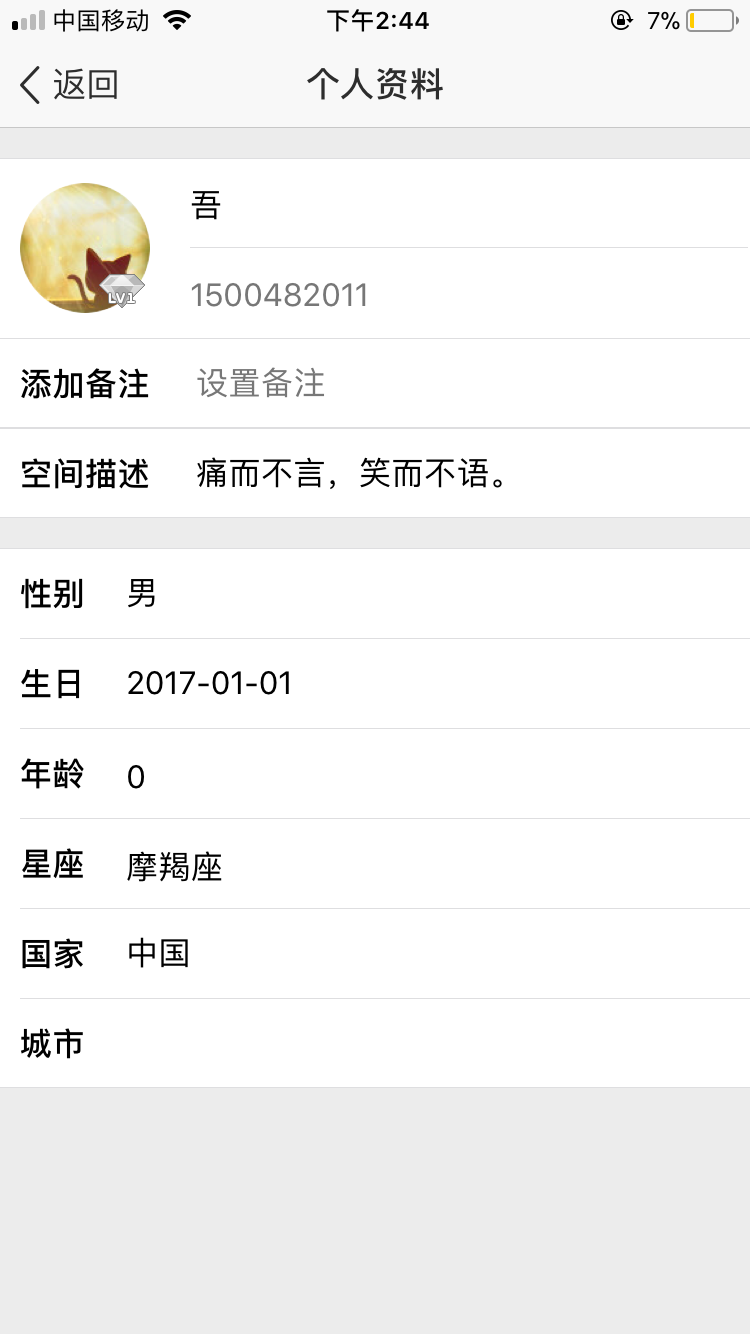 中国移动 下午2:44 7%
返回 个人资料
吾
LV1
1500482011
添加备注 设置备注
空间描述 痛而不言，笑而不语。
性别 男
生日 2017-01-01
年龄 0
星座 摩羯座
国家 中国
城市